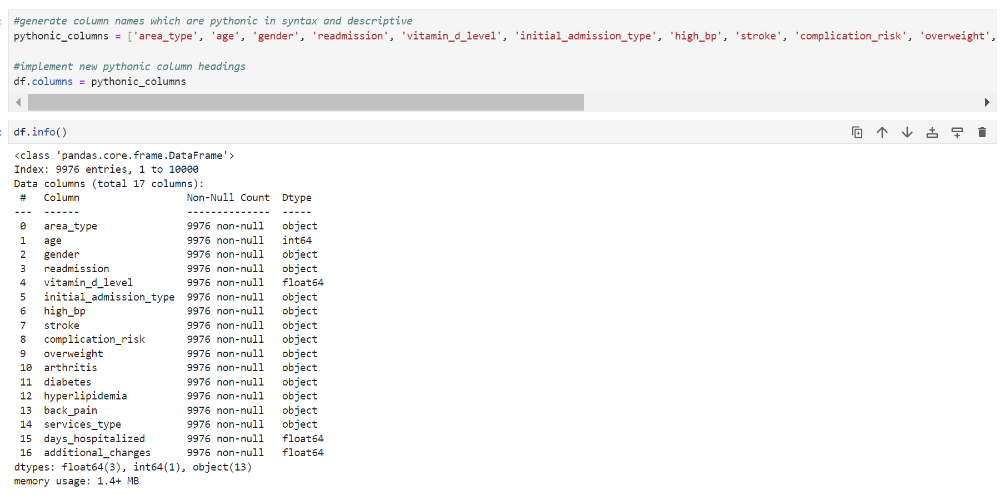 #generate column names which are pythonic in syntax and descriptive
pythonic_columns = ['area_type', 'age', 'gender', 'readmission', 'vitamin_d_level', 'initial_admission_type', 'high_bp', 'stroke', 'complication_risk', 'overweight',
#implement new pythonic column headings
df.columns = pythonic_columns
df.info()
<class 'pandas.core.frame.DataFrame'>
Index: 9976 entries, 1 to 10000
Data columns (total 17 columns):
 #   Column                  Non-Null Count  Dtype
---  ------                  --------------  -----
 0   area_type               9976 non-null   object
 1   age                     9976 non-null   int64
 2   gender                  9976 non-null   object
 3   readmission             9976 non-null   object
 4   vitamin_d_level         9976 non-null   float64
 5   initial_admission_type  9976 non-null   object
 6   high_bp                 9976 non-null   object
 7   stroke                  9976 non-null   object
 8   complication_risk       9976 non-null   object
 9   overweight              9976 non-null   object
 10  arthritis               9976 non-null   object
 11  diabetes                9976 non-null   object
 12  hyperlipidemia          9976 non-null   object
 13  back_pain               9976 non-null   object
 14  services_type           9976 non-null   object
 15  days_hospitalized       9976 non-null   float64
 16  additional_charges      9976 non-null   float64
dtypes: float64(3), int64(1), object(13)
memory usage: 1.4+ MB